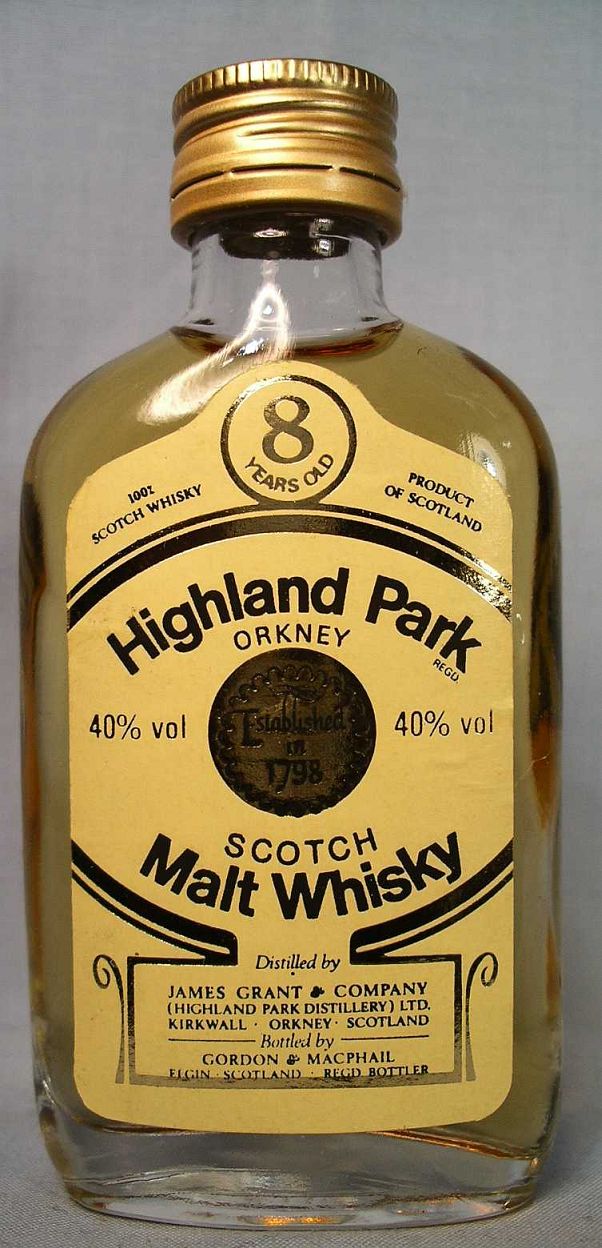 8
YEARS OLD
100%
SCOTCH WHISKY
PRODUCT
OF SCOTLAND
Highland Park
REGD.
ORKNEY
40% vol
Established
in
1798
40% vol
SCOTCH
Malt Whisky
Distilled by
JAMES GRANT & COMPANY
(HIGHLAND PARK DISTILLERY) LTD.
KIRKWALL · ORKNEY · SCOTLAND
Bottled by
GORDON & MACPHAIL
ELGIN · SCOTLAND · REGD BOTTLER